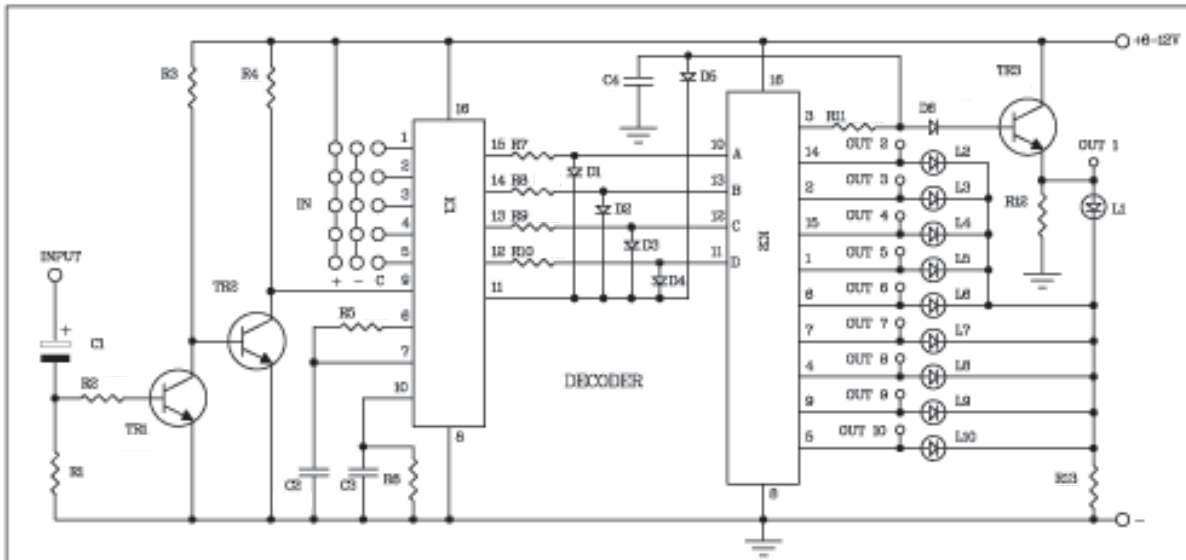 +6-12V
R3
R4
C4
D5
TR3
16
16
3
R11
D6
1
15
R7
10
A
OUT 2
14
L2
OUT 1
2
D1
14
R8
13
B
OUT 3
2
L3
3
IN
D2
13
R9
12
C
OUT 4
15
L4
R12
L1
4
D3
12
R10
11
D
OUT 5
1
L5
5
D4
INPUT
+ - C
9
11
OUT 6
6
L6
TR2
R5
6
OUT 7
7
L7
+
C1
7
DECODER
OUT 8
4
L8
R2
10
OUT 9
9
L9
TR1
8
OUT 10
5
L10
R1
C2
C3
R6
8
R13
-